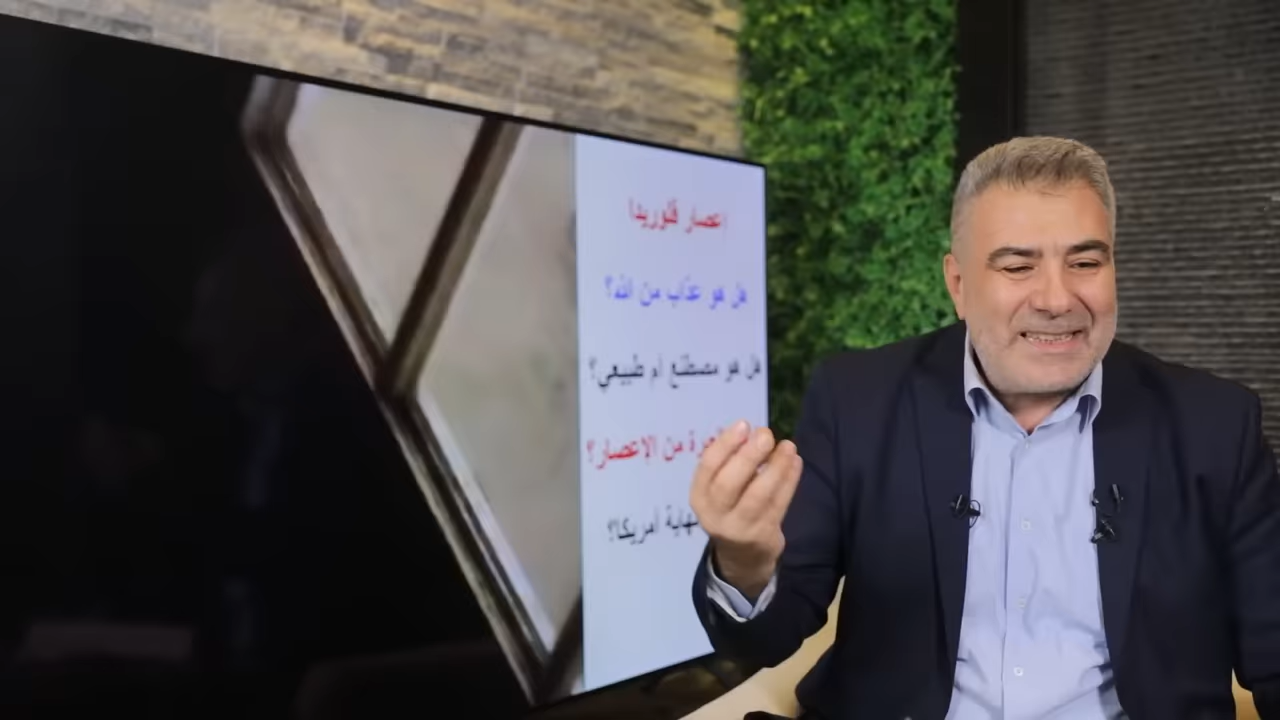 اعصار فلوريدا
هل هو عذاب من الله؟
هل هو مصطنع أم طبيعي؟
من الإعصار؟
نهاية أمريكا؟